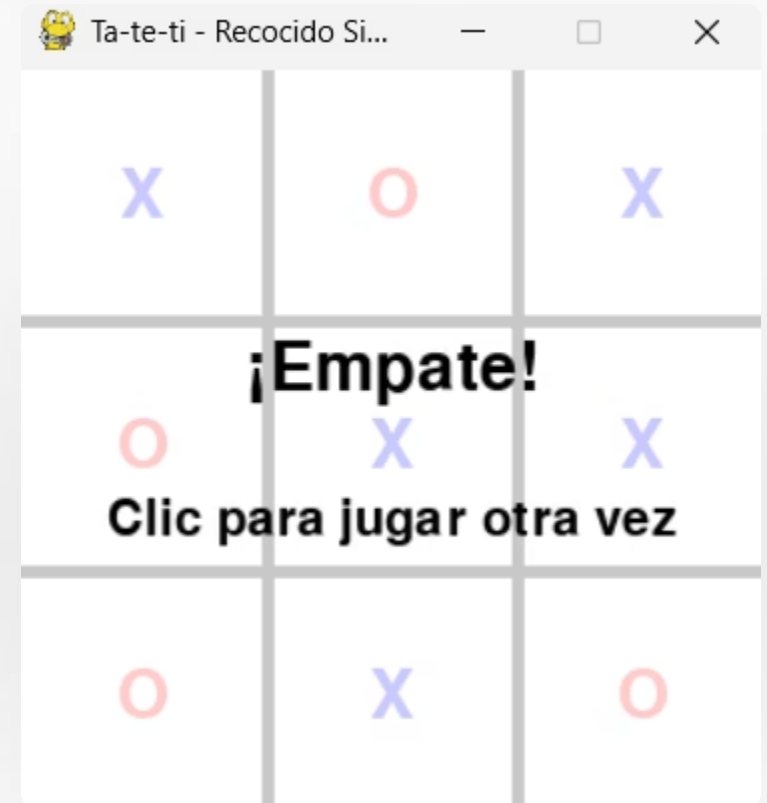 Ta-te-ti - Recocido Si...
X O X
¡Empate!
O X X
Clic para jugar otra vez
O X O